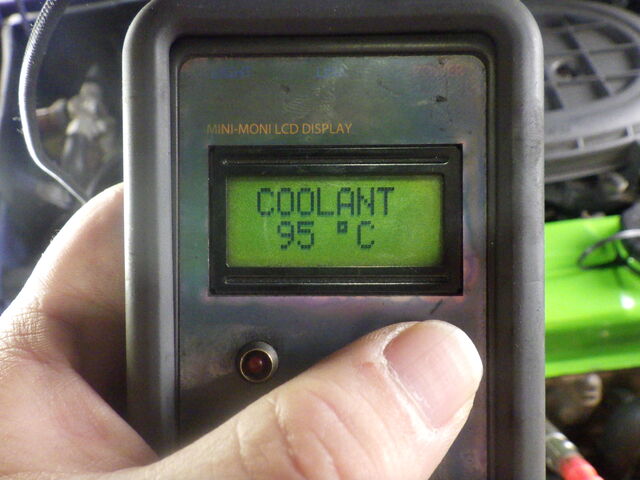 MINI-MONI LCD DISPLAY
COOLANT
95 °C